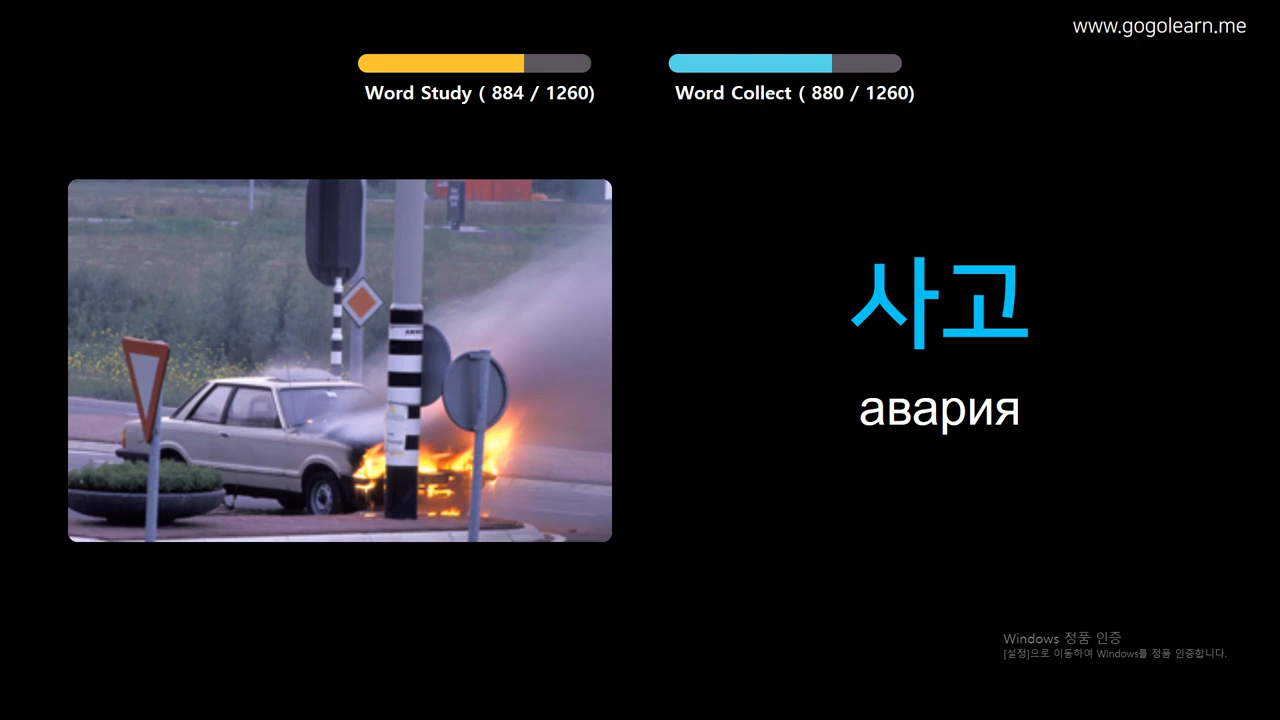 www.gogolearn.me
Word Study ( 884 / 1260)
Word Collect ( 880 / 1260)
사고
авария
Windows 정품 인증
[설정]으로 이동하여 Windows를 정품 인증합니다.